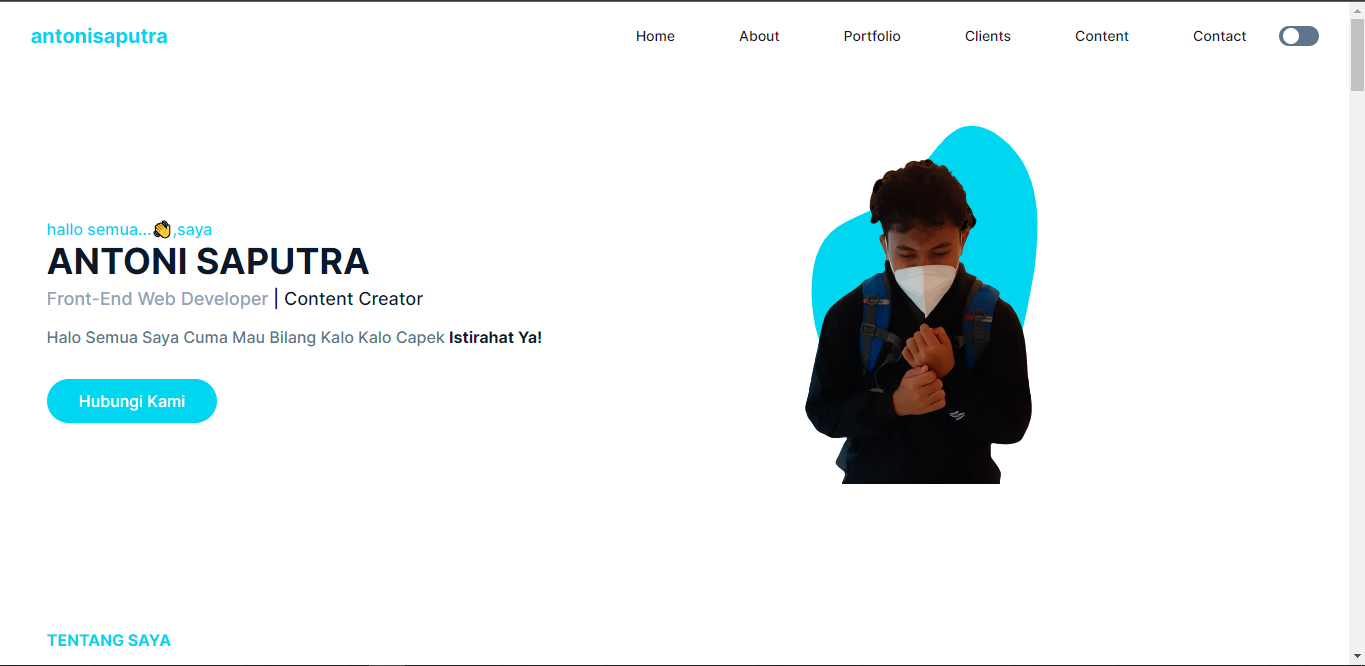 antonisaputra
Home About Portfolio Clients Content Contact
hallo semua...👋,saya
ANTONI SAPUTRA
Front-End Web Developer | Content Creator
Halo Semua Saya Cuma Mau Bilang Kalo Kalo Capek Istirahat Ya!
Hubungi Kami
TENTANG SAYA